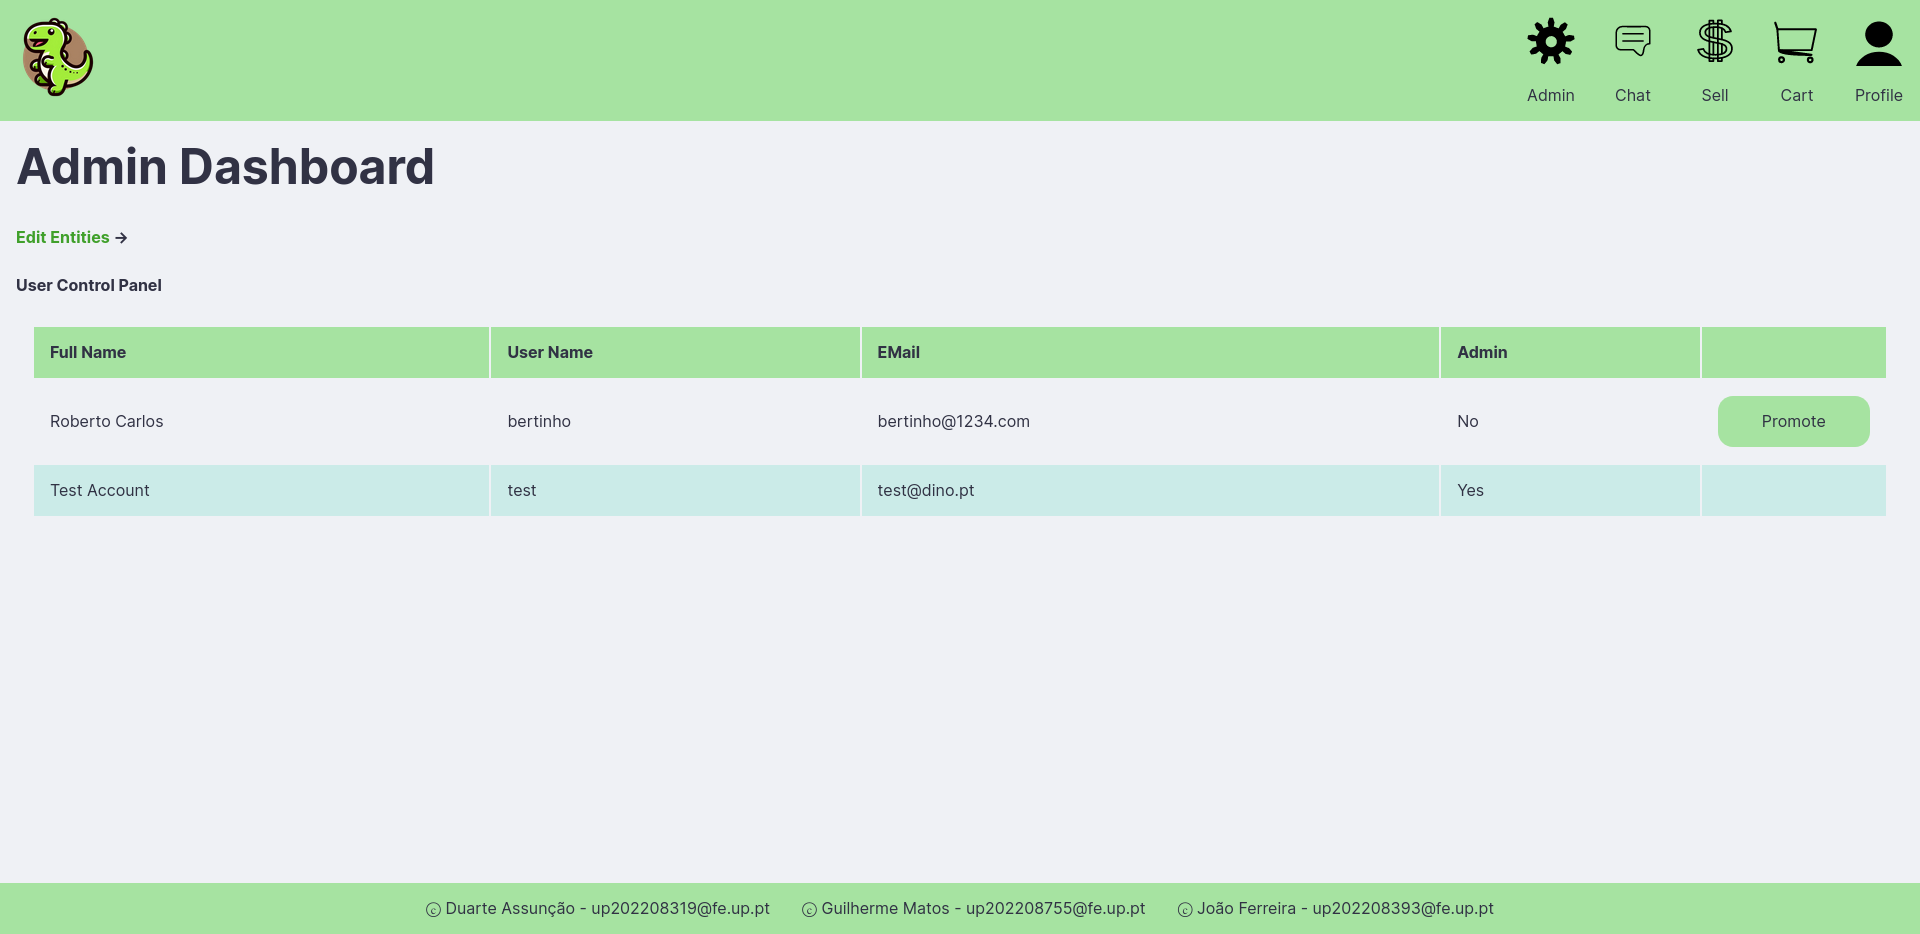 Admin Chat Sell Cart Profile
Admin Dashboard
Edit Entities →
User Control Panel
Full Name User Name EMail Admin
Roberto Carlos bertinho bertinho@1234.com No Promote
Test Account test test@dino.pt Yes
© Duarte Assunção - up202208319@fe.up.pt © Guilherme Matos - up202208755@fe.up.pt © João Ferreira - up202208393@fe.up.pt